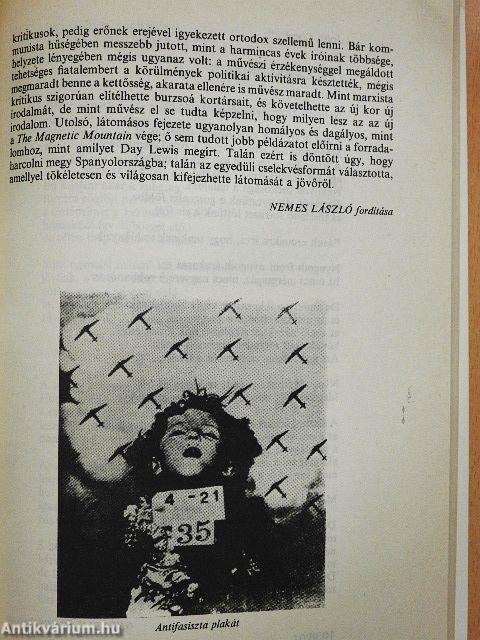 kritikusok, pedig erőnek erejével igyekezett ortodox szellemű lenni. Bár kom-
munista hűségében messzebb jutott, mint a harmincas évek íróinak többsége,
helyzete lényegében mégis ugyanaz volt: a művészi érzékenységgel megáldott
tehetséges fiatalembert a körülmények politikai aktivitásra késztették, mégis
megmaradt benne a kettősség, akarata ellenére is művész maradt. Mint marxista
kritikus szigorúan elítélhette burzsoá kortársait, és követelhette az új kor új
irodalmát, de mint művész el se tudta képzelni, hogy milyen lesz az az új
irodalom. Utolsó, látomásos fejezete ugyanolyan homályos és dagályos, mint
a The Magnetic Mountain vége; ő sem tudott jobb példázatot előírni a forrada-
lomhoz, mint amilyet Day Lewis megírt. Talán ezért is döntött úgy, hogy
harcolni megy Spanyolországba; talán az egyedüli cselekvésformát választotta,
amellyel tökéletesen és világosan kifejezhette látomását a jövőről.
NEMES LÁSZLÓ fordítása
4 - 21
35
Antifasiszta plakát
Antikvárium.hu